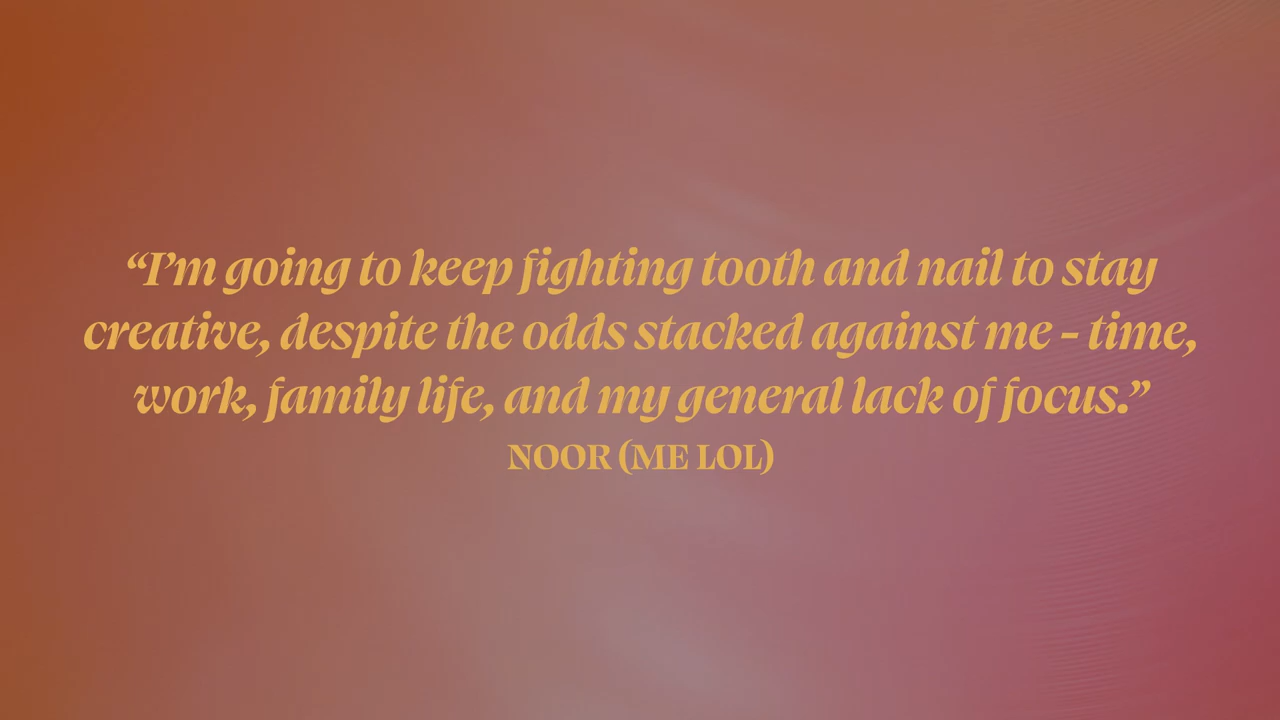 “I’m going to keep fighting tooth and nail to stay
creative, despite the odds stacked against me - time,
work, family life, and my general lack of focus.”
NOOR (ME LOL)